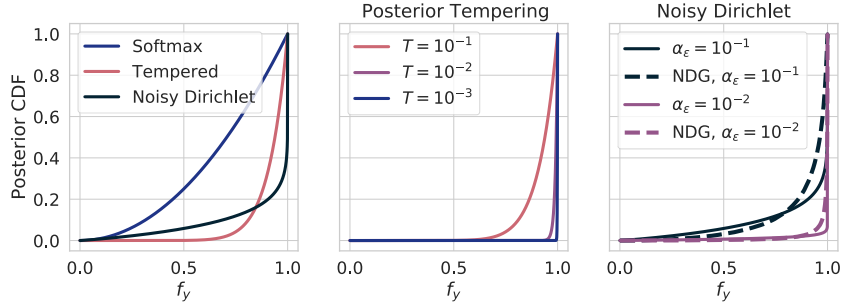 Posterior Tempering
Noisy Dirichlet
Posterior CDF
1.0
0.8
0.6
0.4
0.2
0.0
Softmax
Tempered
Noisy Dirichlet
0.0 0.5 1.0
f_y
T = 10⁻¹
T = 10⁻²
T = 10⁻³
0.0 0.5 1.0
f_y
α_ε = 10⁻¹
NDG, α_ε = 10⁻¹
α_ε = 10⁻²
NDG, α_ε = 10⁻²
0.0 0.5 1.0
f_y